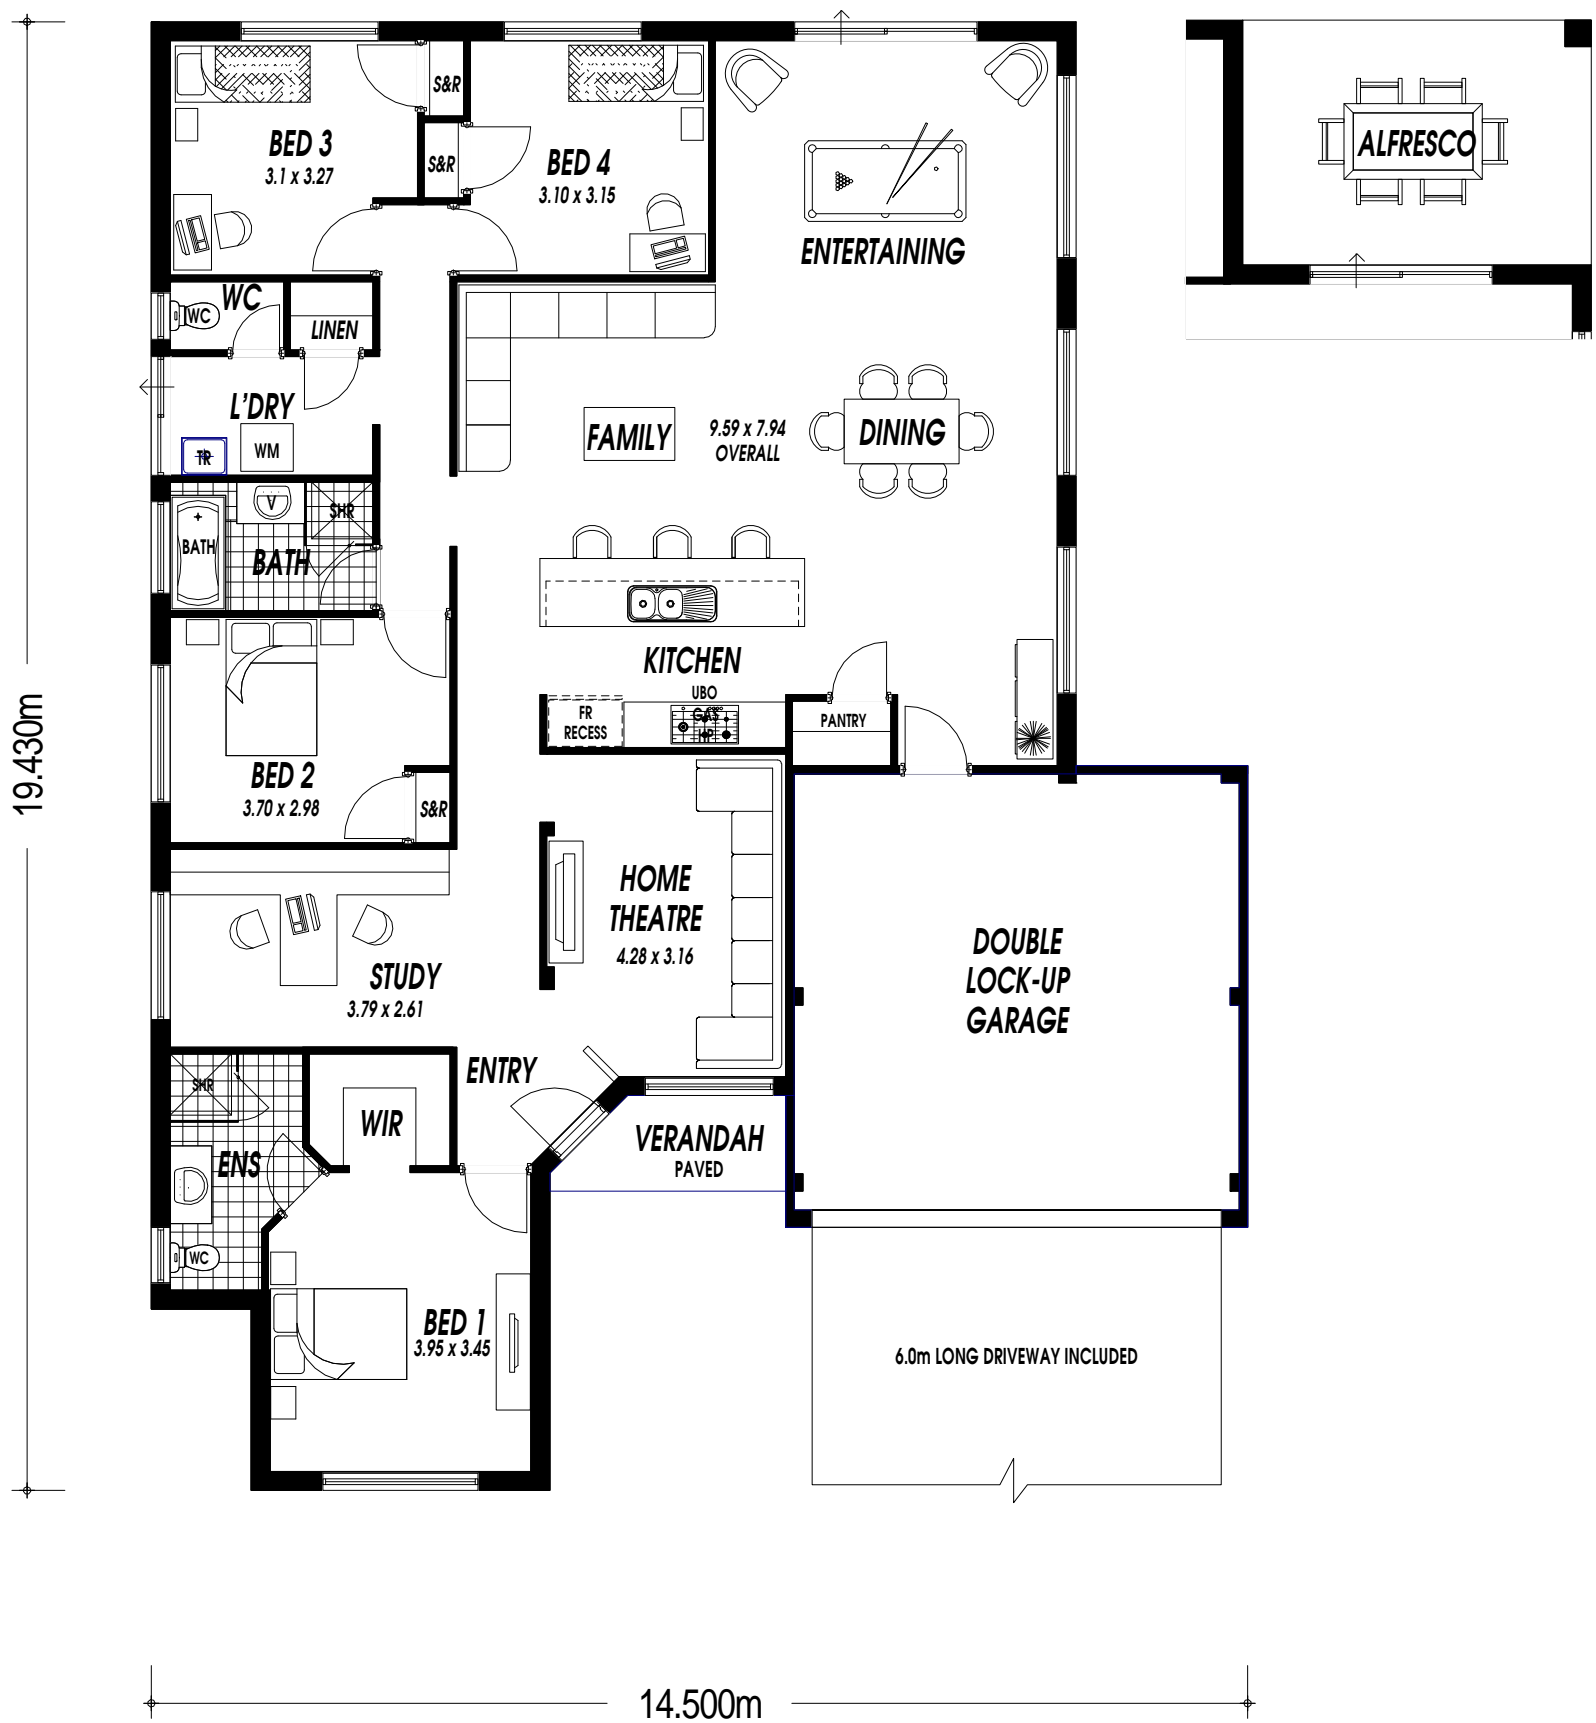 S&R
BED 3
3.1 x 3.27
S&R
BED 4
3.10 x 3.15
ENTERTAINING
ALFRESCO
WC
WC
LINEN
L'DRY
TR
WM
FAMILY
9.59 x 7.94
OVERALL
DINING
V
SHR
BATH
BATH
KITCHEN
UBO
GAS
HP
FR
RECESS
PANTRY
BED 2
3.70 x 2.98
S&R
19.430m
HOME
THEATRE
4.28 x 3.16
STUDY
3.79 x 2.61
DOUBLE
LOCK-UP
GARAGE
ENTRY
SHR
WIR
ENS
VERANDAH
PAVED
WC
BED 1
3.95 x 3.45
6.0m LONG DRIVEWAY INCLUDED
14.500m